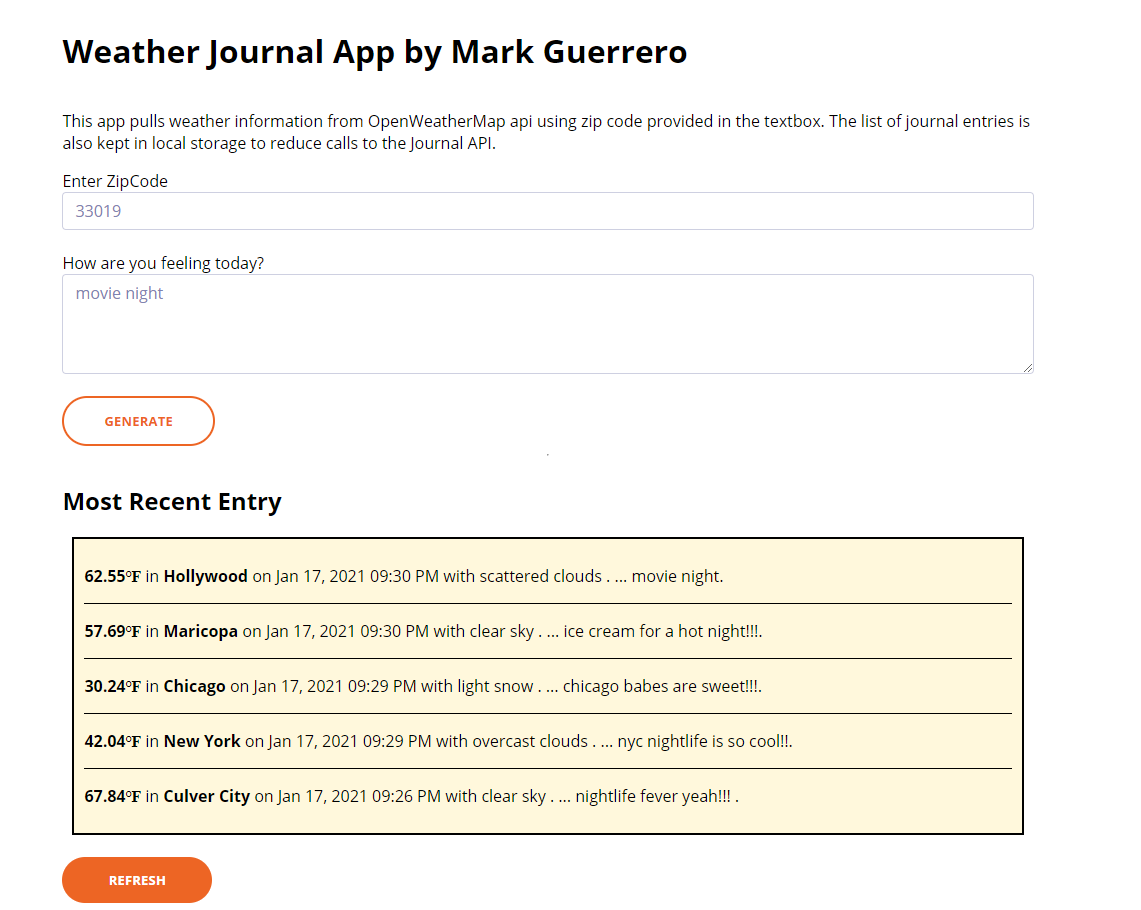 Weather Journal App by Mark Guerrero
This app pulls weather information from OpenWeatherMap api using zip code provided in the textbox. The list of journal entries is
also kept in local storage to reduce calls to the Journal API.
Enter ZipCode
33019
How are you feeling today?
movie night
GENERATE
Most Recent Entry
62.55°F in Hollywood on Jan 17, 2021 09:30 PM with scattered clouds . ... movie night.
57.69°F in Maricopa on Jan 17, 2021 09:30 PM with clear sky . ... ice cream for a hot night!!!.
30.24°F in Chicago on Jan 17, 2021 09:29 PM with light snow . ... chicago babes are sweet!!!.
42.04°F in New York on Jan 17, 2021 09:29 PM with overcast clouds . ... nyc nightlife is so cool!!.
67.84°F in Culver City on Jan 17, 2021 09:26 PM with clear sky . ... nightlife fever yeah!!! .
REFRESH